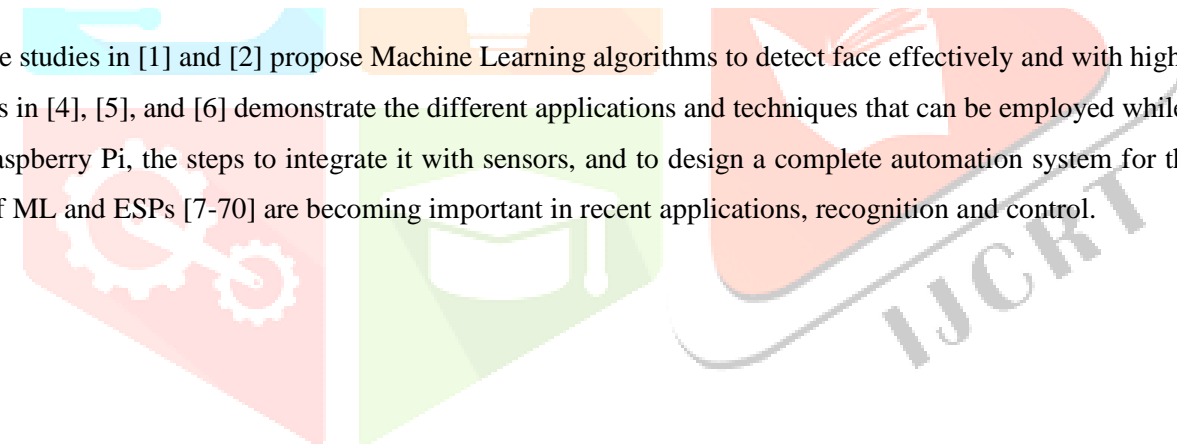 e studies in [1] and [2] propose Machine Learning algorithms to detect face effectively and with high
s in [4], [5], and [6] demonstrate the different applications and techniques that can be employed while
aspberry Pi, the steps to integrate it with sensors, and to design a complete automation system for th
f ML and ESPs [7-70] are becoming important in recent applications, recognition and control.
IJCRT